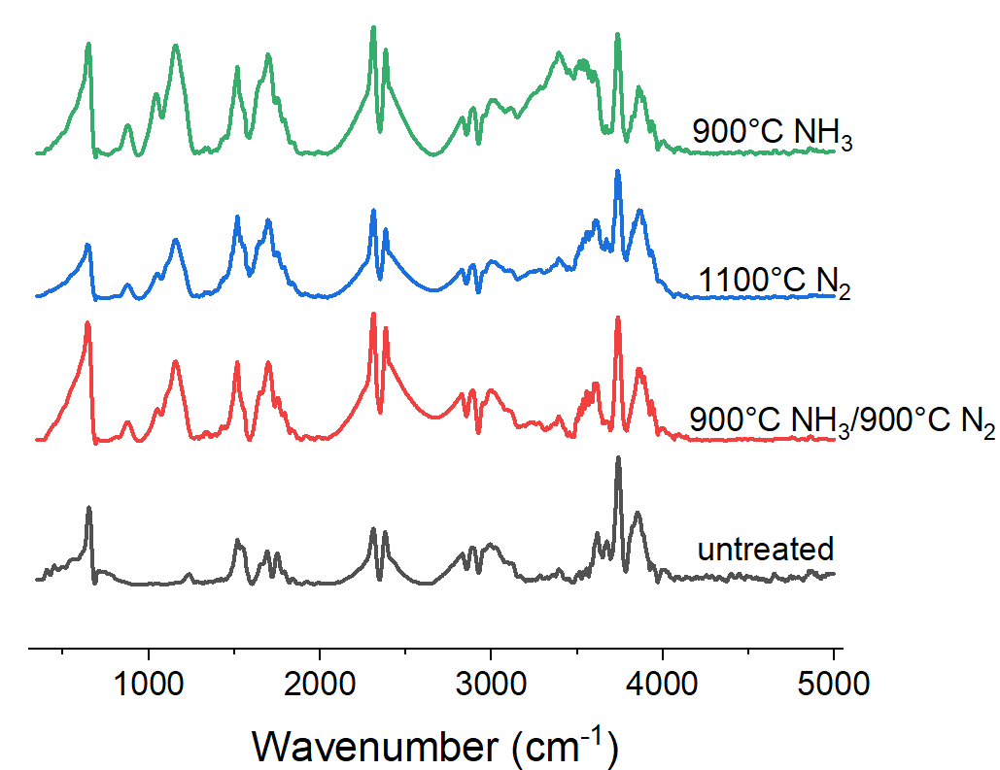 900°C NH₃
1100°C N₂
900°C NH₃/900°C N₂
untreated
1000 2000 3000 4000 5000
Wavenumber (cm⁻¹)